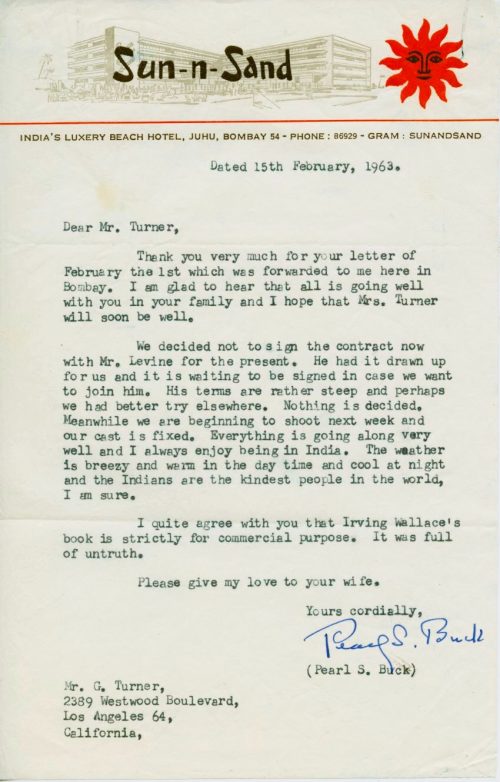 Sun-n-Sand
INDIA'S LUXERY BEACH HOTEL, JUHU, BOMBAY 54 - PHONE : 86929 - GRAM : SUNANDSAND
Dated 15th February, 1963.
Dear Mr. Turner,
Thank you very much for your letter of
February the 1st which was forwarded to me here in
Bombay. I am glad to hear that all is going well
with you in your family and I hope that Mrs. Turner
will soon be well.
We decided not to sign the contract now
with Mr. Levine for the present. He had it drawn up
for us and it is waiting to be signed in case we want
to join him. His terms are rather steep and perhaps
we had better try elsewhere. Nothing is decided.
Meanwhile we are beginning to shoot next week and
our cast is fixed. Everything is going along very
well and I always enjoy being in India. The weather
is breezy and warm in the day time and cool at night
and the Indians are the kindest people in the world,
I am sure.
I quite agree with you that Irving Wallace's
book is strictly for commercial purpose. It was full
of untruth.
Please give my love to your wife.
Yours cordially,
Pearl S. Buck
(Pearl S. Buck)
Mr. G. Turner,
2389 Westwood Boulevard,
Los Angeles 64,
California,